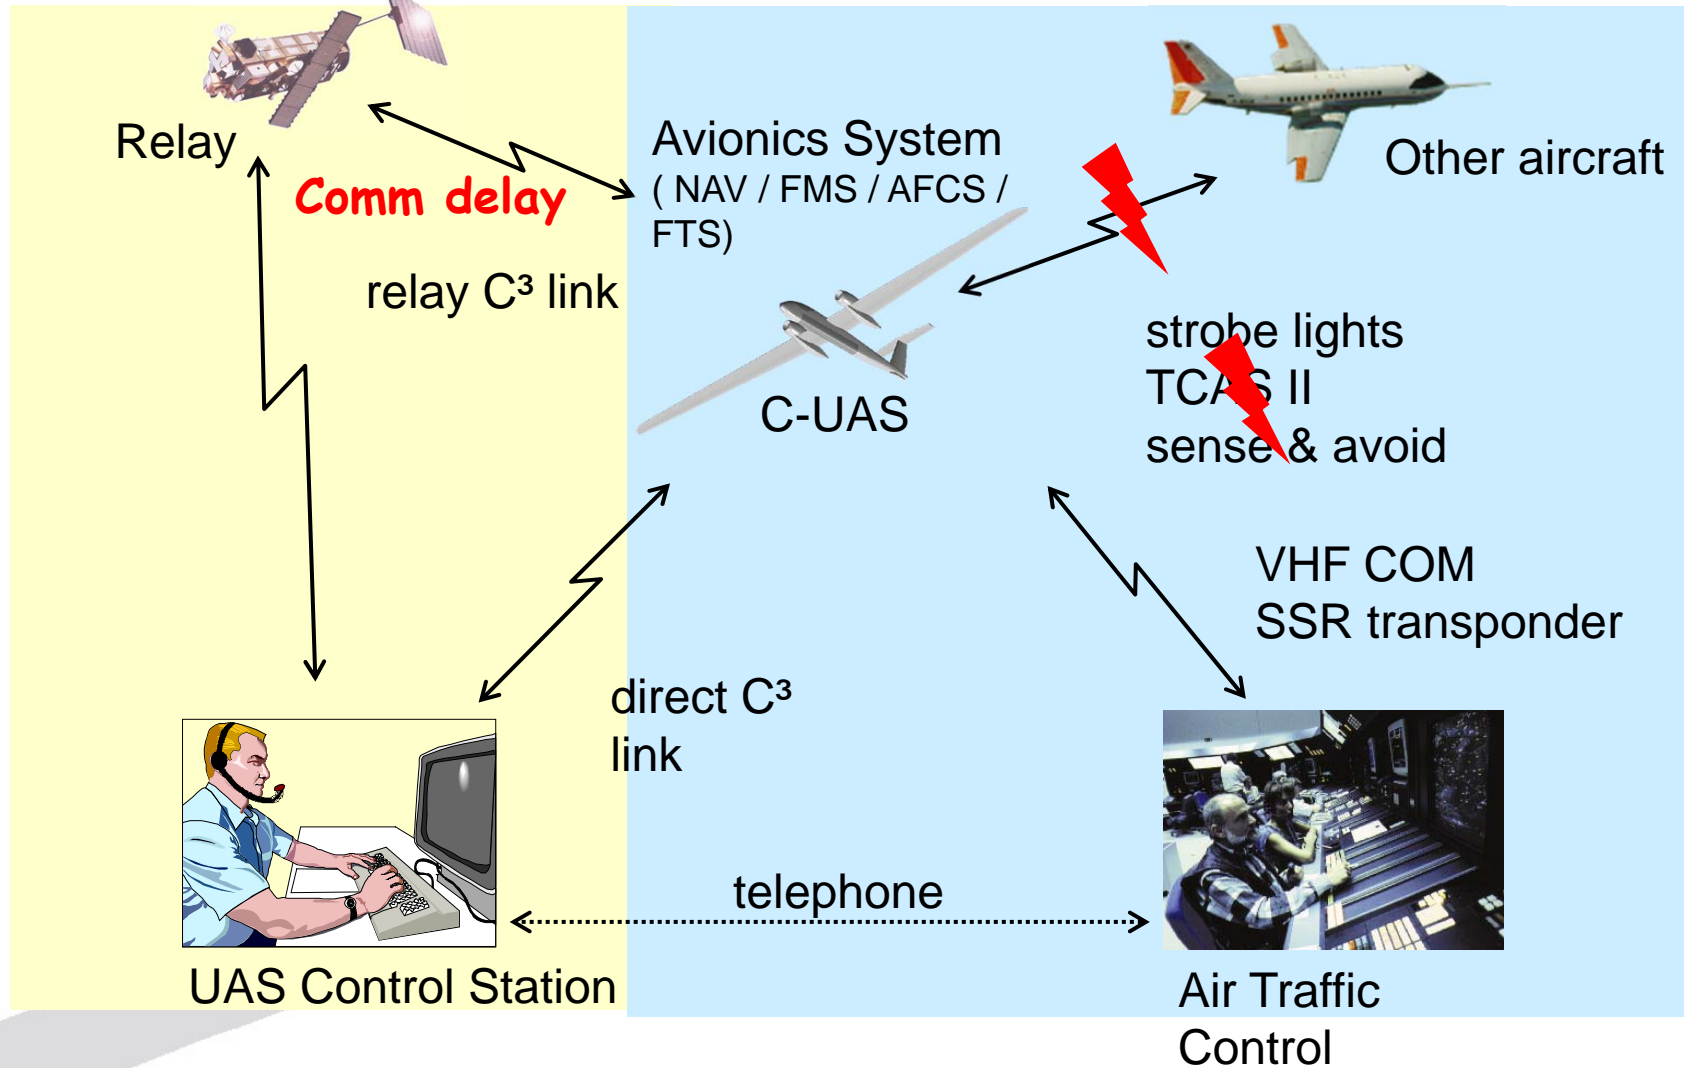 Relay
Comm delay
relay C³ link
Avionics System
( NAV / FMS / AFCS /
FTS)
C-UAS
Other aircraft
strobe lights
TCAS II
sense & avoid
VHF COM
SSR transponder
direct C³
link
telephone
UAS Control Station
Air Traffic
Control